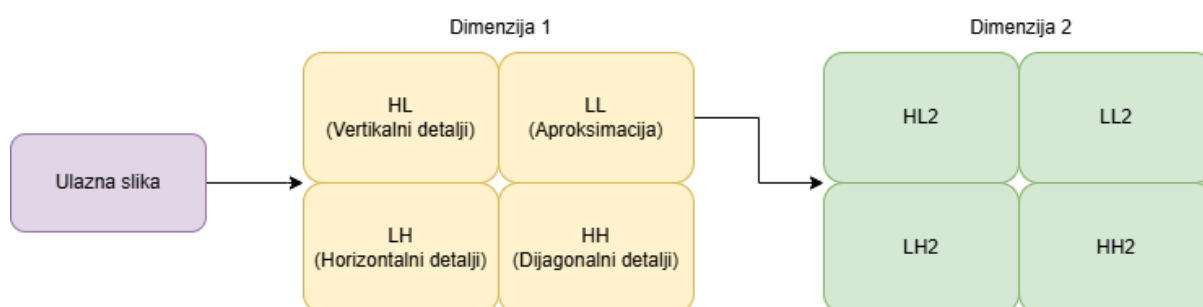 Dimenzija 1
Dimenzija 2
HL
(Vertikalni detalji)
LL
(Aproksimacija)
HL2
LL2
Ulazna slika
LH
(Horizontalni detalji)
HH
(Dijagonalni detalji)
LH2
HH2